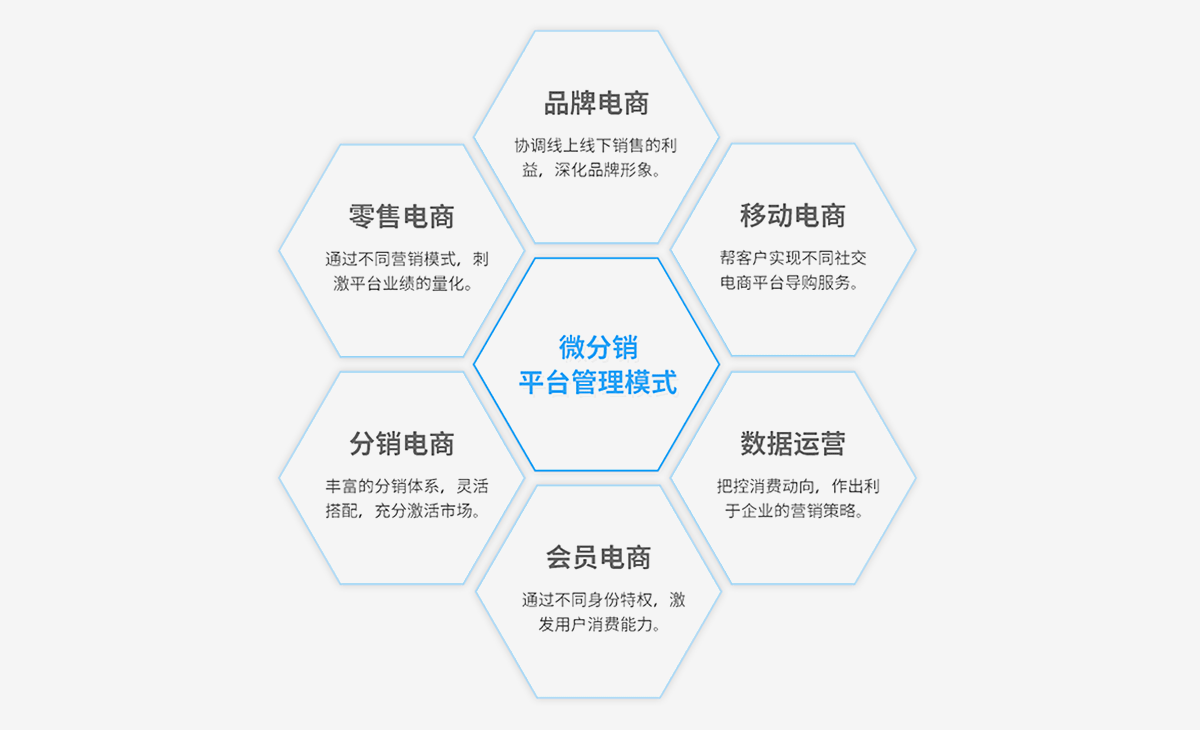 品牌电商
协调线上线下销售的利
益，深化品牌形象。
零售电商
通过不同营销模式，刺
激平台业绩的量化。
移动电商
帮客户实现不同社交
电商平台导购服务。
微分销
平台管理模式
分销电商
丰富的分销体系，灵活
搭配，充分激活市场。
数据运营
把控消费动向，作出利
于企业的营销策略。
会员电商
通过不同身份特权，激
发用户消费能力。